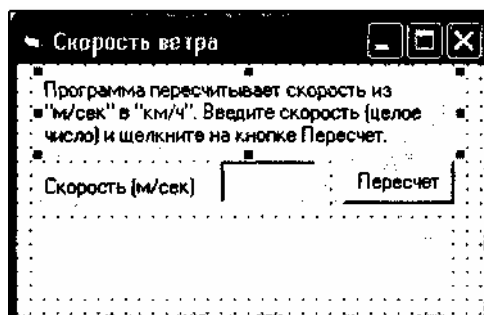 Скорость ветра
Программа пересчитывает скорость из
"м/сек" в "км/ч". Введите скорость (целое
число) и щелкните на кнопке Пересчет.
Скорость (м/сек)
Пересчет